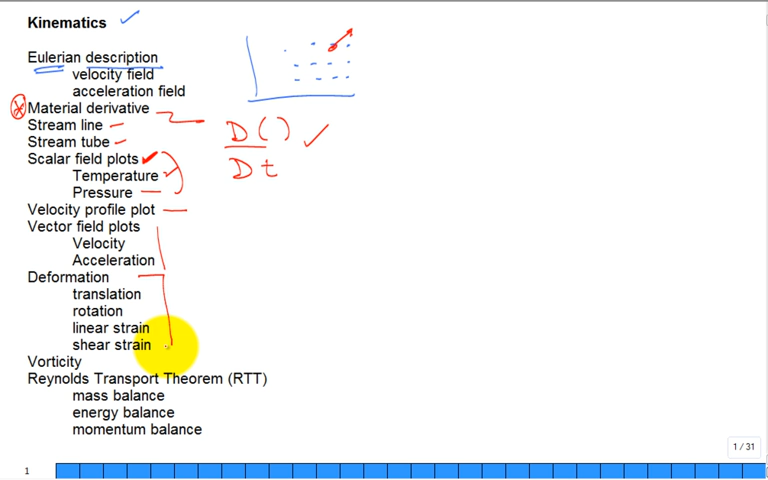 Kinematics
Eulerian description
velocity field
acceleration field
Material derivative
Stream line
Stream tube
Scalar field plots
Temperature
Pressure
Velocity profile plot
Vector field plots
Velocity
Acceleration
Deformation
translation
rotation
linear strain
shear strain
Vorticity
Reynolds Transport Theorem (RTT)
mass balance
energy balance
momentum balance
D ( )
D t
1 / 31
1